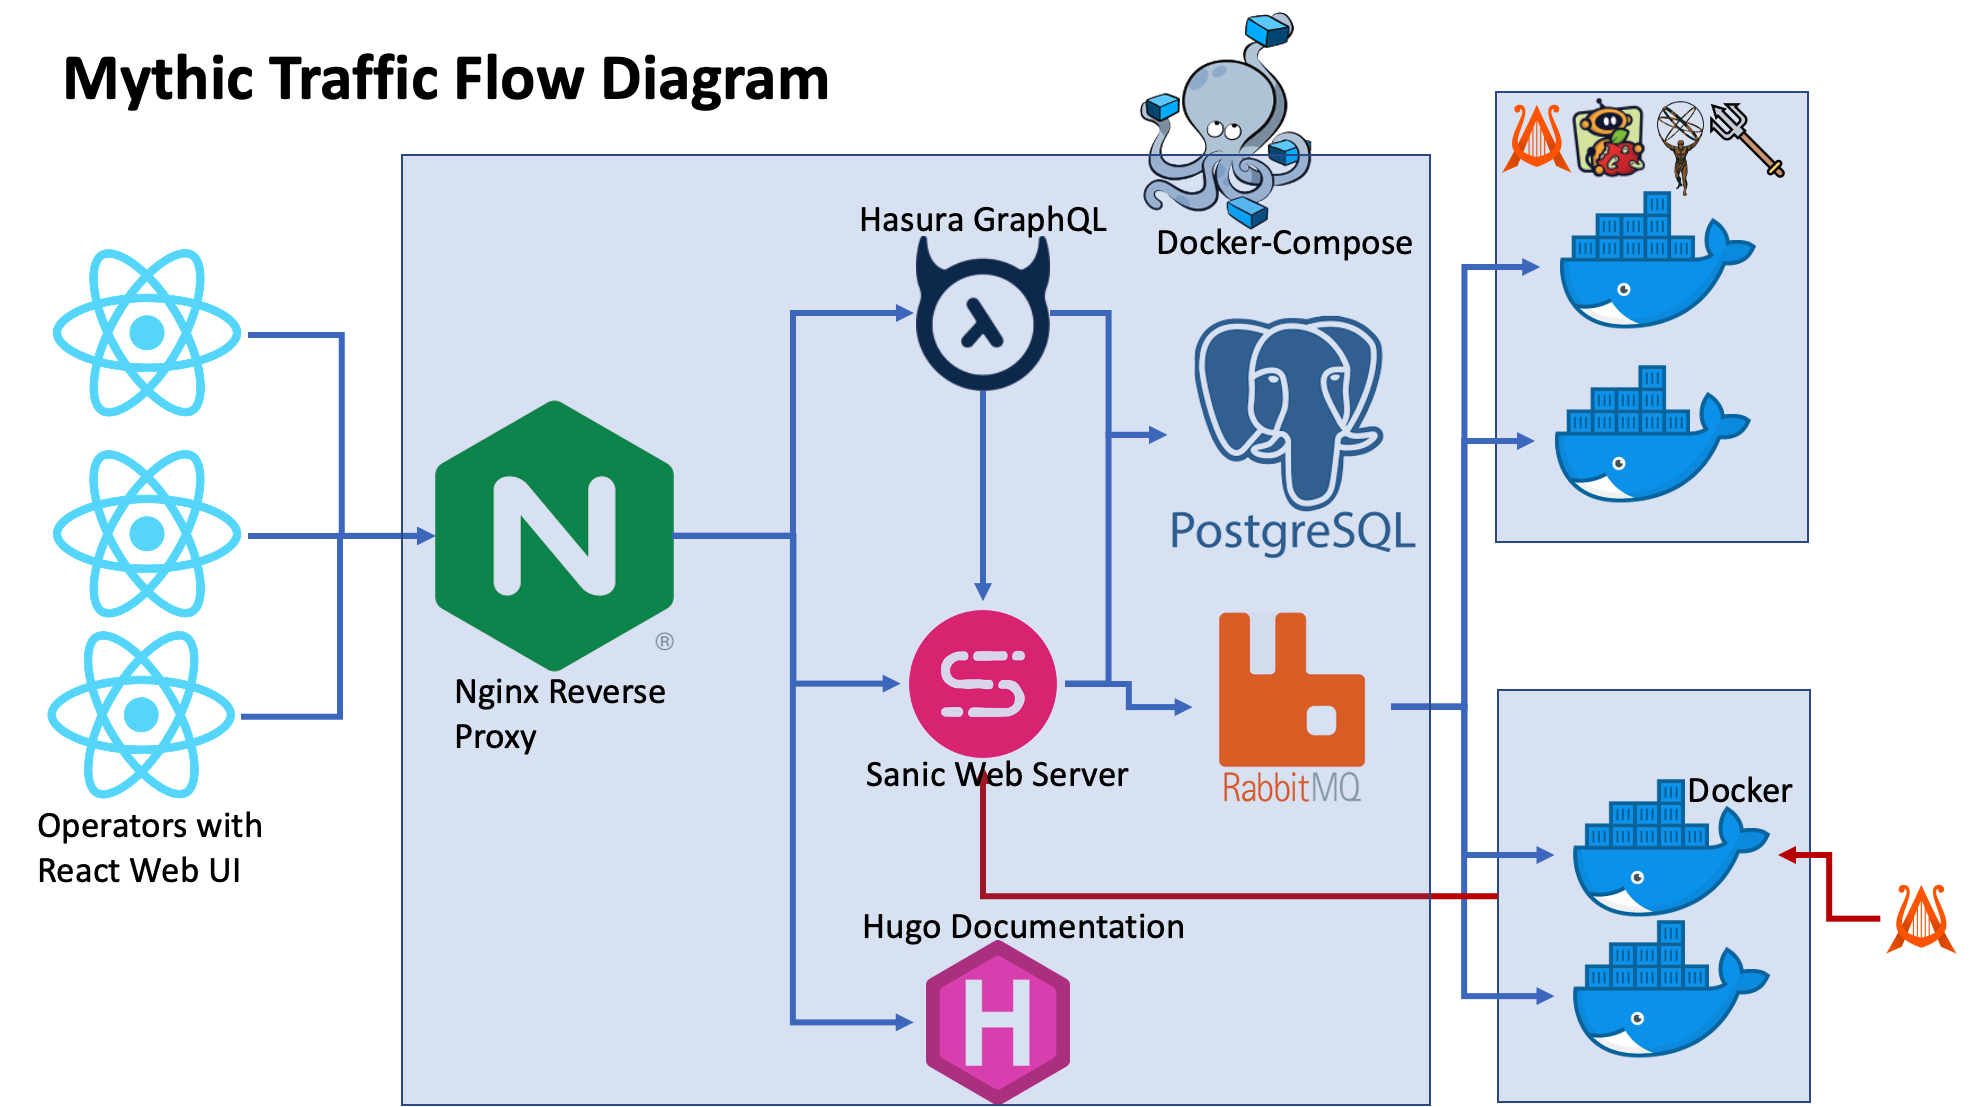 Mythic Traffic Flow Diagram
Hasura GraphQL
Docker-Compose
PostgreSQL
N
®
Nginx Reverse
Proxy
S
Sanic Web Server
RabbitMQ
Docker
Operators with
React Web UI
Hugo Documentation
H